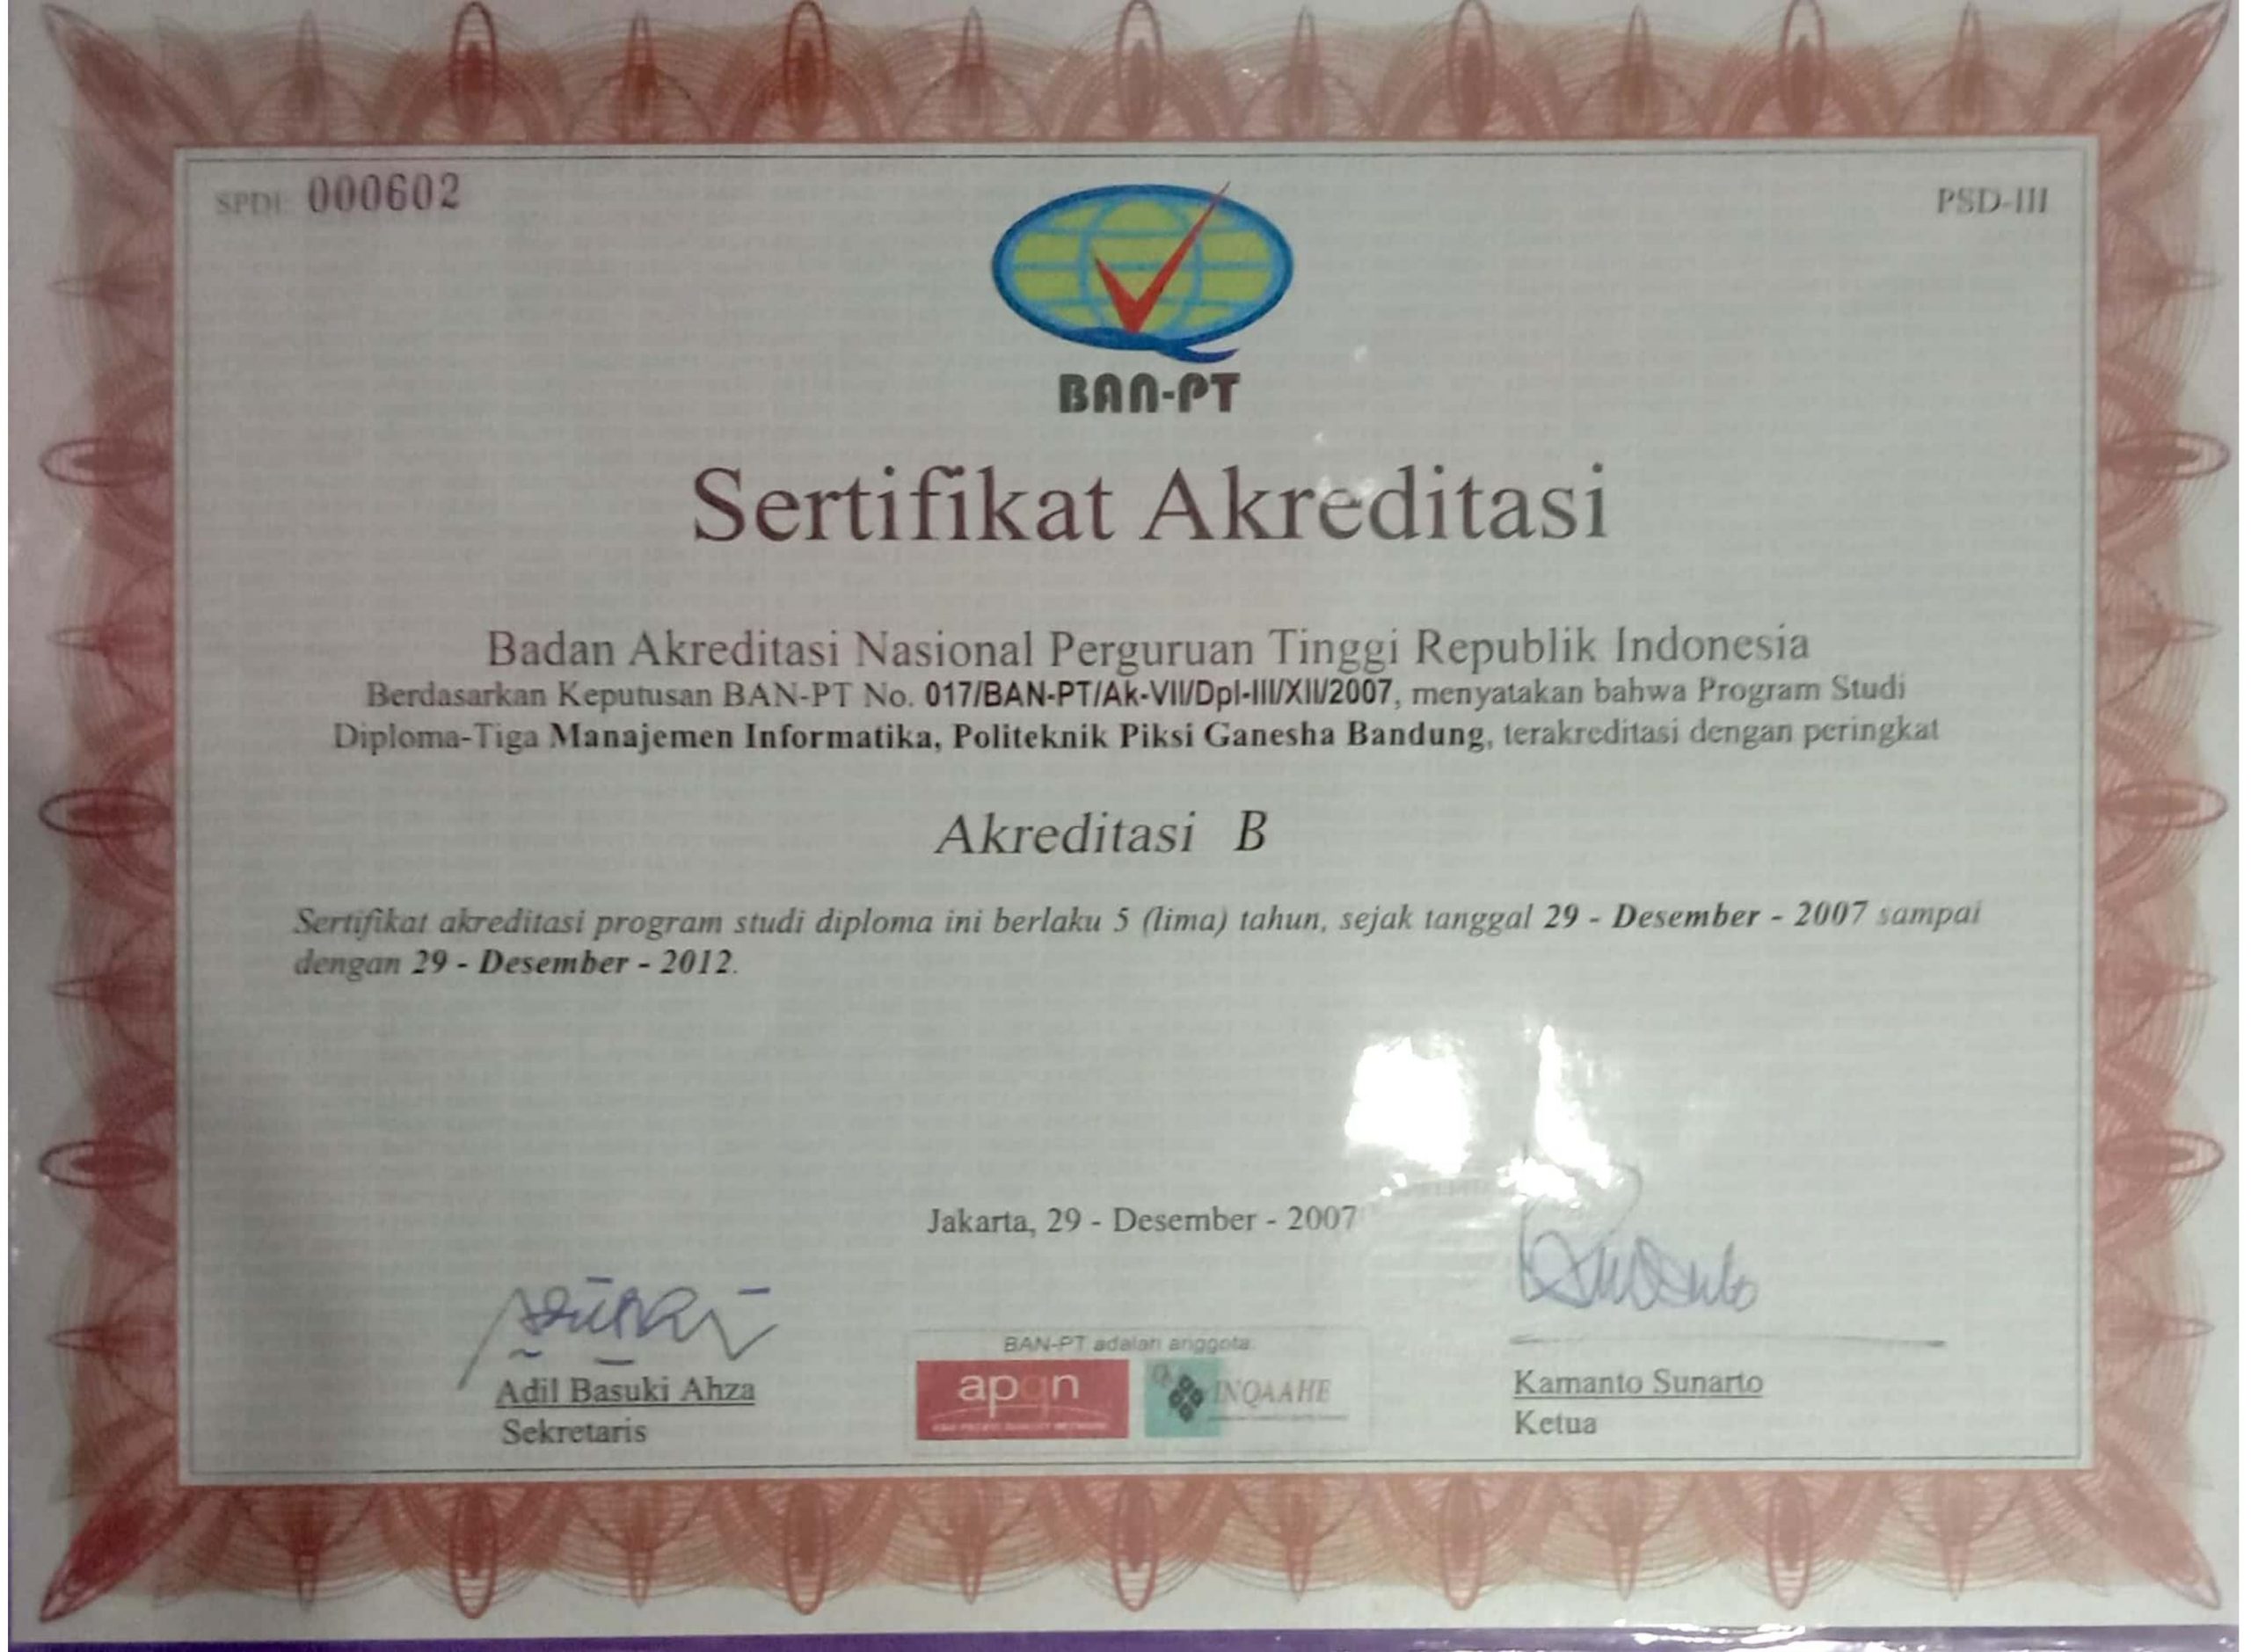 SPDI: 000602
PSD-III
BAN-PT
Sertifikat Akreditasi
Badan Akreditasi Nasional Perguruan Tinggi Republik Indonesia
Berdasarkan Keputusan BAN-PT No. 017/BAN-PT/Ak-VII/Dpl-III/XII/2007, menyatakan bahwa Program Studi
Diploma-Tiga Manajemen Informatika, Politeknik Piksi Ganesha Bandung, terakreditasi dengan peringkat
Akreditasi B
Sertifikat akreditasi program studi diploma ini berlaku 5 (lima) tahun, sejak tanggal 29 - Desember - 2007 sampai
dengan 29 - Desember - 2012.
Jakarta, 29 - Desember - 2007
BAN-PT adalah anggota:
apqn
INQAAHE
Adil Basuki Ahza
Sekretaris
Kamanto Sunarto
Ketua